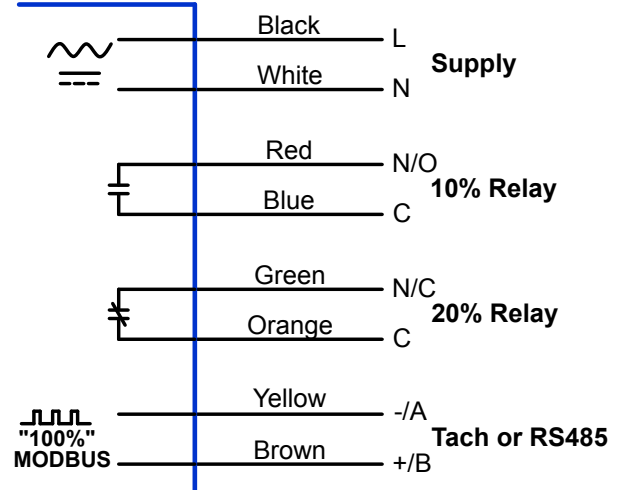 Black L
White N
Supply
Red N/O
Blue C
10% Relay
Green N/C
Orange C
20% Relay
Yellow -/A
Brown +/B
Tach or RS485
"100%"
MODBUS